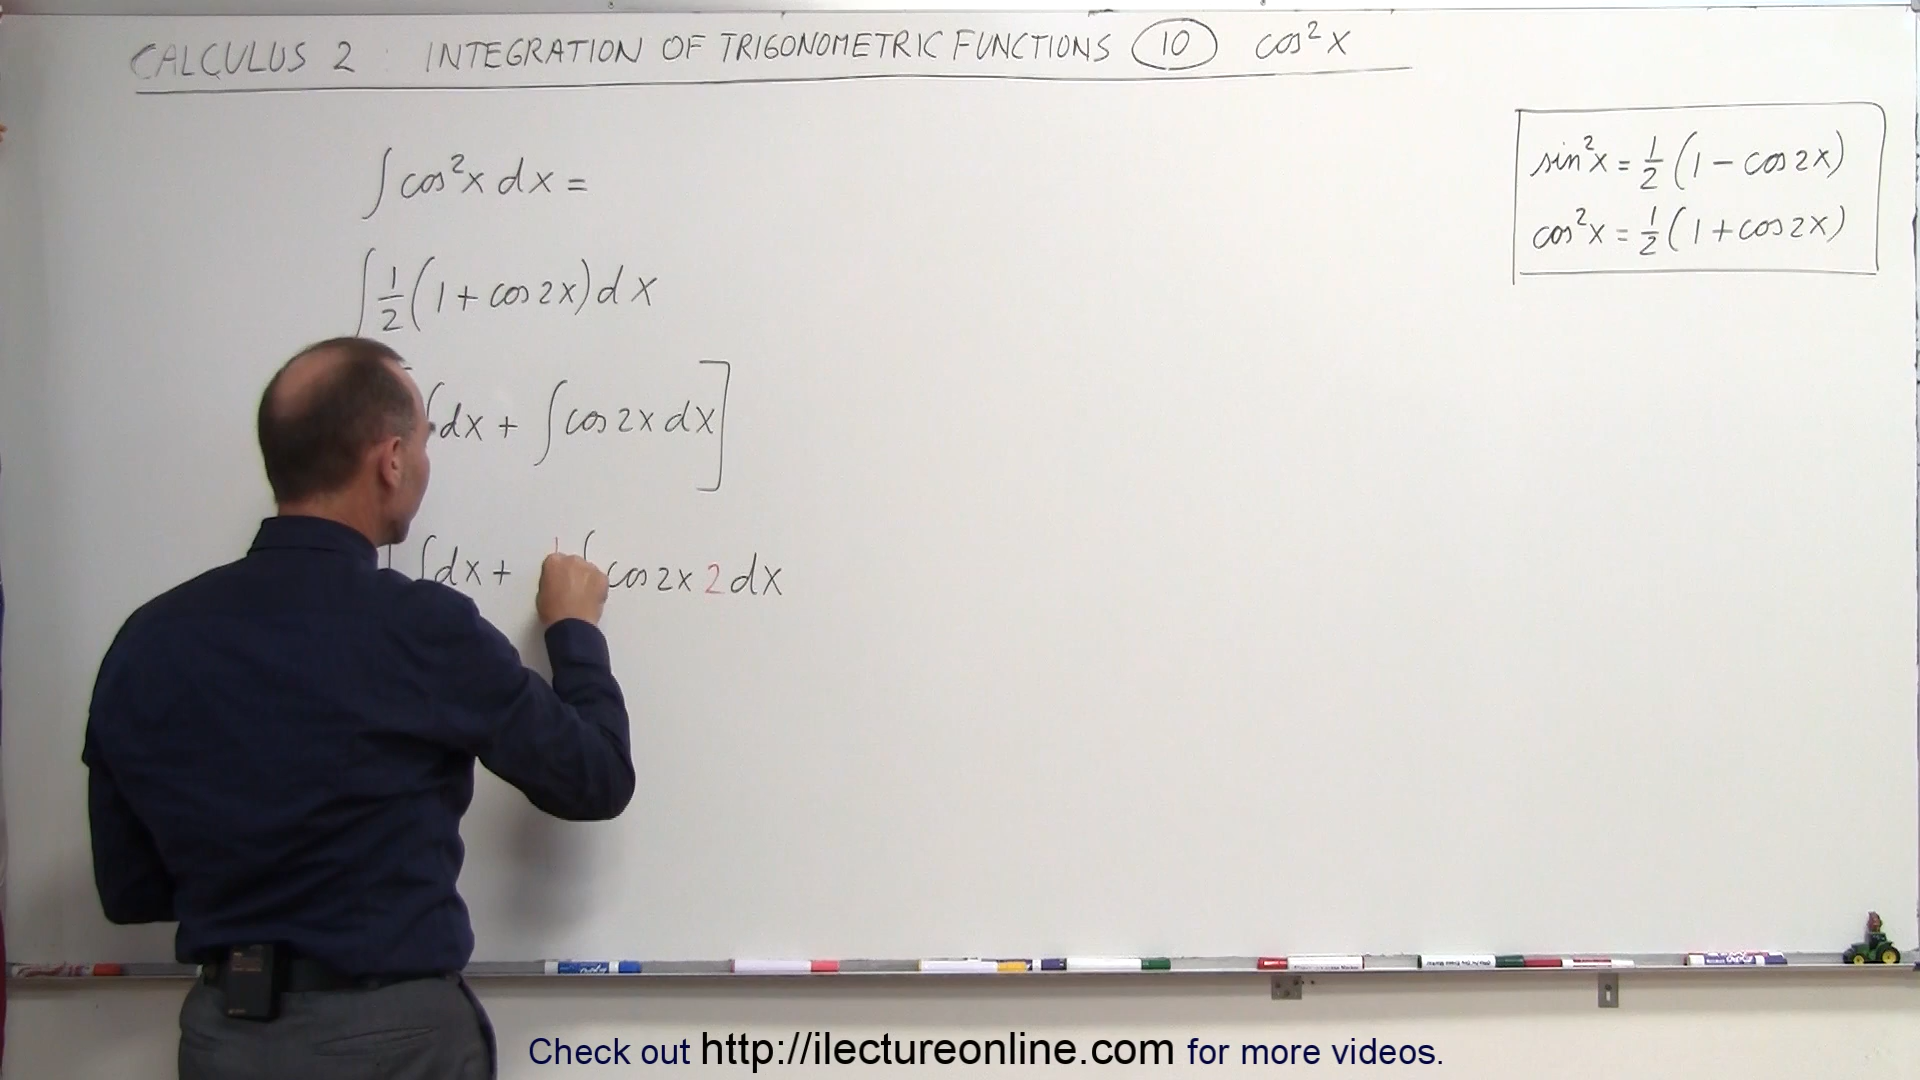 CALCULUS 2 : INTEGRATION OF TRIGONOMETRIC FUNCTIONS 10 cos²x
∫ cos²x dx =
∫ 1/2 (1 + cos 2x) dx
∫ dx + ∫ cos 2x dx ]
∫ dx + ∫ cos 2x 2 dx
sin²x = 1/2 (1 - cos 2x)
cos²x = 1/2 (1 + cos 2x)
Check out http://ilectureonline.com for more videos.